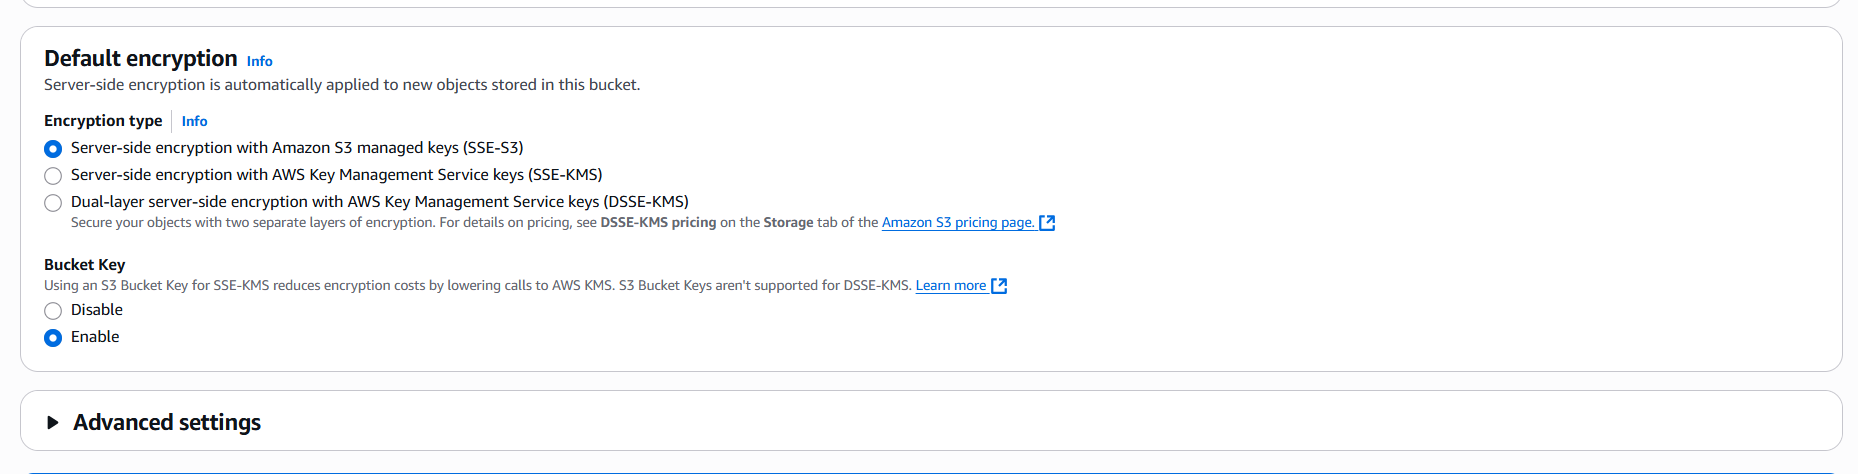 Default encryption Info
Server-side encryption is automatically applied to new objects stored in this bucket.
Encryption type Info
Server-side encryption with Amazon S3 managed keys (SSE-S3)
Server-side encryption with AWS Key Management Service keys (SSE-KMS)
Dual-layer server-side encryption with AWS Key Management Service keys (DSSE-KMS)
Secure your objects with two separate layers of encryption. For details on pricing, see DSSE-KMS pricing on the Storage tab of the Amazon S3 pricing page.
Bucket Key
Using an S3 Bucket Key for SSE-KMS reduces encryption costs by lowering calls to AWS KMS. S3 Bucket Keys aren't supported for DSSE-KMS. Learn more
Disable
Enable
Advanced settings